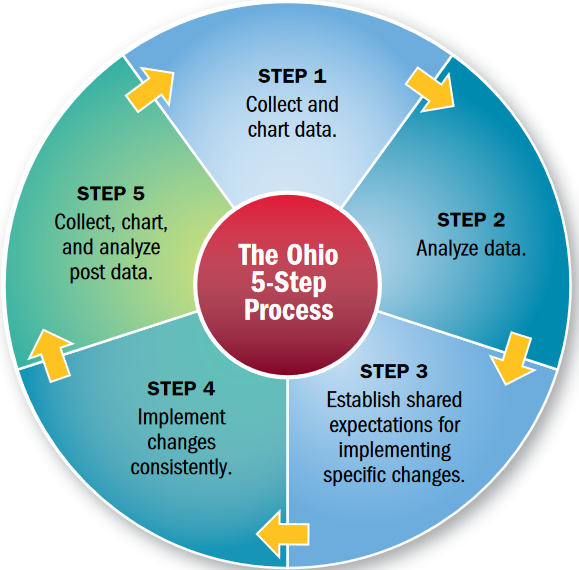 STEP 1
Collect and
chart data.
STEP 2
Analyze data.
STEP 3
Establish shared
expectations for
implementing
specific changes.
STEP 4
Implement
changes
consistently.
STEP 5
Collect, chart,
and analyze
post data.
The Ohio
5-Step
Process